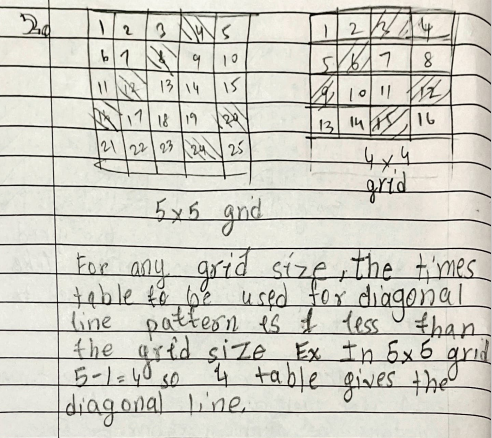 2.
1 2 3 4 5
6 7 8 9 10
11 12 13 14 15
16 17 18 19 20
21 22 23 24 25
5x5 grid
1 2 3 4
5 6 7 8
9 10 11 12
13 14 15 16
4x4
grid
For any grid size, the times
table to be used for diagonal
line pattern is 1 less than
the grid size Ex In 5x5 grid
5-1=4 so 4 table gives the
diagonal line.